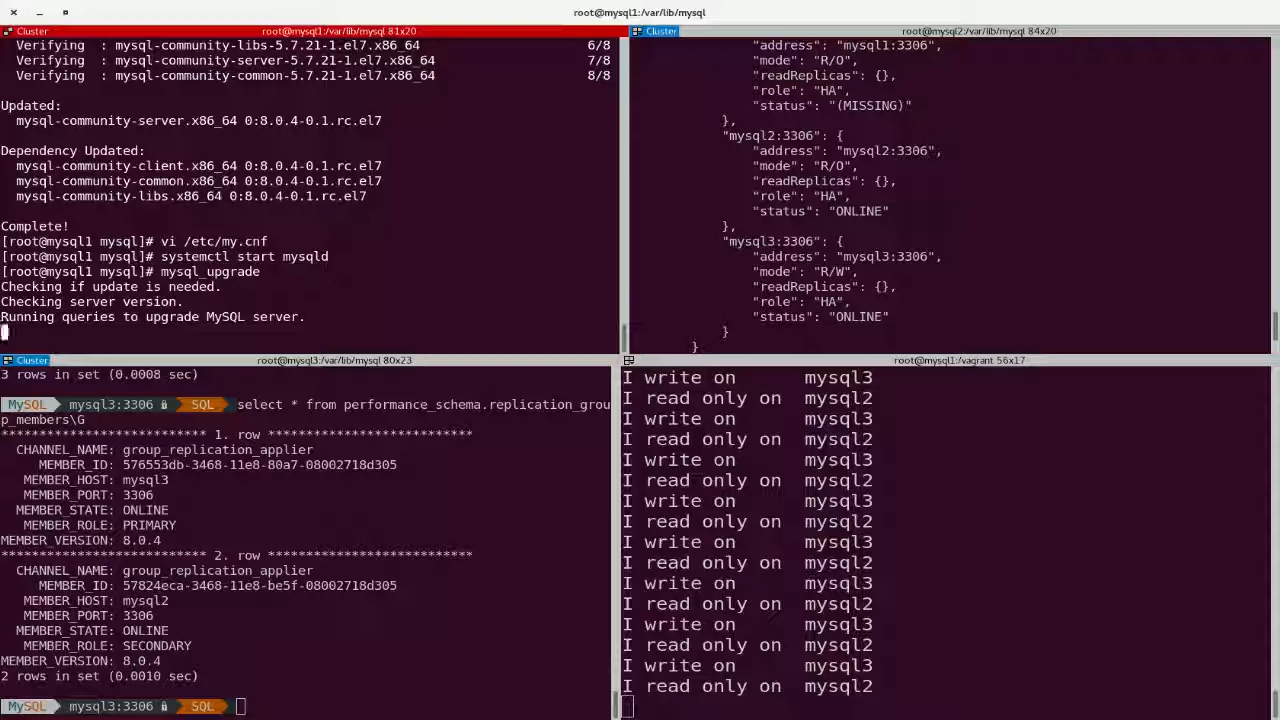 root@mysql1:/var/lib/mysql
Cluster root@mysql1:/var/lib/mysql 81x20
Verifying  : mysql-community-libs-5.7.21-1.el7.x86_64 6/8
Verifying  : mysql-community-server-5.7.21-1.el7.x86_64 7/8
Verifying  : mysql-community-common-5.7.21-1.el7.x86_64 8/8
Updated:
mysql-community-server.x86_64 0:8.0.4-0.1.rc.el7
Dependency Updated:
mysql-community-client.x86_64 0:8.0.4-0.1.rc.el7
mysql-community-common.x86_64 0:8.0.4-0.1.rc.el7
mysql-community-libs.x86_64 0:8.0.4-0.1.rc.el7
Complete!
[root@mysql1 mysql]# vi /etc/my.cnf
[root@mysql1 mysql]# systemctl start mysqld
[root@mysql1 mysql]# mysql_upgrade
Checking if update is needed.
Checking server version.
Running queries to upgrade MySQL server.
Cluster root@mysql2:/var/lib/mysql 84x20
"address": "mysql1:3306",
"mode": "R/O",
"readReplicas": {},
"role": "HA",
"status": "(MISSING)"
},
"mysql2:3306": {
"address": "mysql2:3306",
"mode": "R/O",
"readReplicas": {},
"role": "HA",
"status": "ONLINE"
},
"mysql3:3306": {
"address": "mysql3:3306",
"mode": "R/W",
"readReplicas": {},
"role": "HA",
"status": "ONLINE"
}
}
Cluster root@mysql3:/var/lib/mysql 80x23
3 rows in set (0.0008 sec)
MySQL mysql3:3306 SQL select * from performance_schema.replication_grou
p_members\G
*************************** 1. row ***************************
CHANNEL_NAME: group_replication_applier
MEMBER_ID: 576553db-3468-11e8-80a7-08002718d305
MEMBER_HOST: mysql3
MEMBER_PORT: 3306
MEMBER_STATE: ONLINE
MEMBER_ROLE: PRIMARY
MEMBER_VERSION: 8.0.4
*************************** 2. row ***************************
CHANNEL_NAME: group_replication_applier
MEMBER_ID: 57824eca-3468-11e8-be5f-08002718d305
MEMBER_HOST: mysql2
MEMBER_PORT: 3306
MEMBER_STATE: ONLINE
MEMBER_ROLE: SECONDARY
MEMBER_VERSION: 8.0.4
2 rows in set (0.0010 sec)
MySQL mysql3:3306 SQL
root@mysql1:/vagrant 56x17
I write on mysql3
I read only on mysql2
I write on mysql3
I read only on mysql2
I write on mysql3
I read only on mysql2
I write on mysql3
I read only on mysql2
I write on mysql3
I read only on mysql2
I write on mysql3
I read only on mysql2
I write on mysql3
I read only on mysql2
I write on mysql3
I read only on mysql2